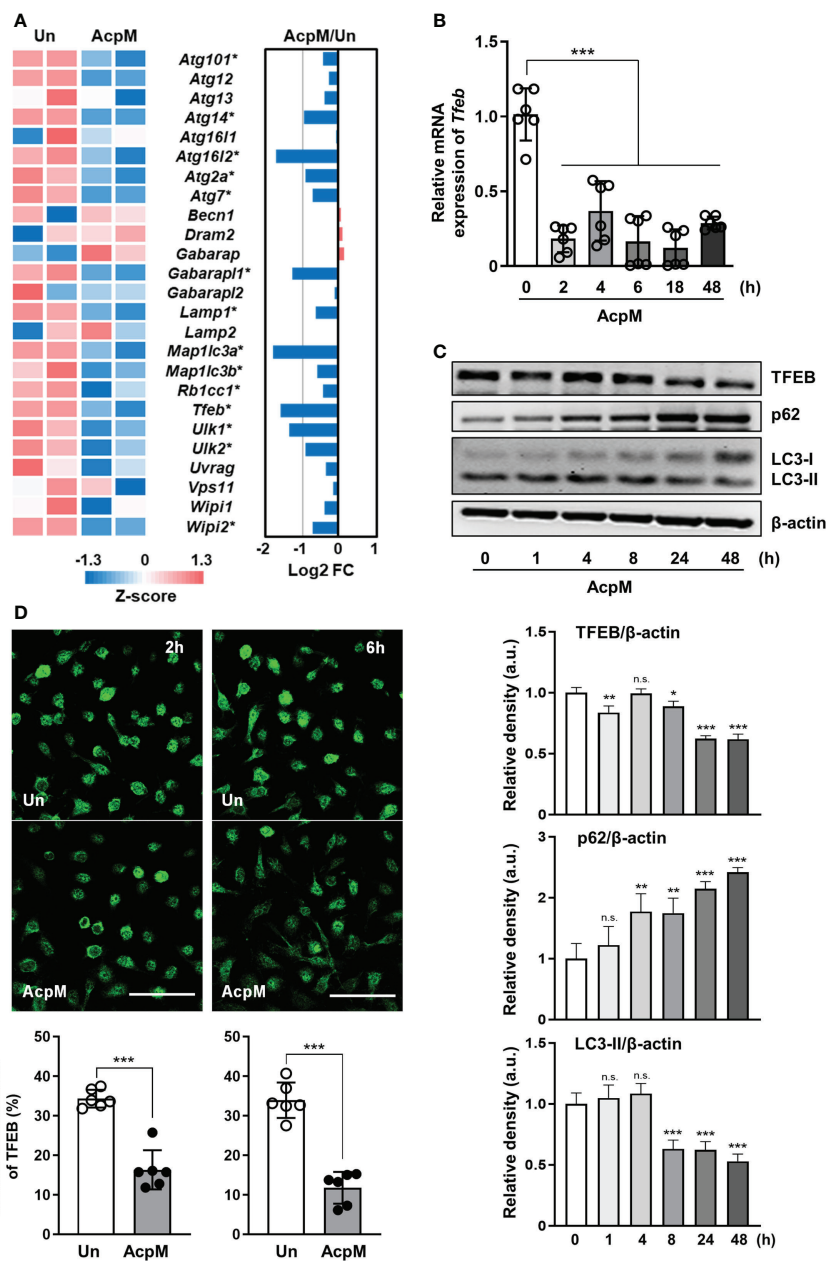 A
Un AcpM
AcpM/Un
Atg101*
Atg12
Atg13
Atg14*
Atg16l1
Atg16l2*
Atg2a*
Atg7*
Becn1
Dram2
Gabarap
Gabarapl1*
Gabarapl2
Lamp1*
Lamp2
Map1lc3a*
Map1lc3b*
Rb1cc1*
Tfeb*
Ulk1*
Ulk2*
Uvrag
Vps11
Wipi1
Wipi2*
-2 -1 0 1
Log2 FC
-1.3 0 1.3
Z-score
B
Relative mRNA
expression of Tfeb
1.5
1.0
0.5
0
***
0 2 4 6 18 48 (h)
AcpM
C
TFEB
p62
LC3-I
LC3-II
β-actin
0 1 4 8 24 48 (h)
AcpM
TFEB/β-actin
Relative density (a.u.)
1.5
1.0
0.5
0
** n.s. * *** ***
p62/β-actin
Relative density (a.u.)
3
2
1
0
n.s. ** ** *** ***
LC3-II/β-actin
Relative density (a.u.)
1.5
1.0
0.5
0
n.s. n.s. *** *** ***
0 1 4 8 24 48 (h)
D
2h 6h
Un Un
AcpM AcpM
of TFEB (%)
50
40
30
20
10
0
***
Un AcpM
50
40
30
20
10
0
***
Un AcpM